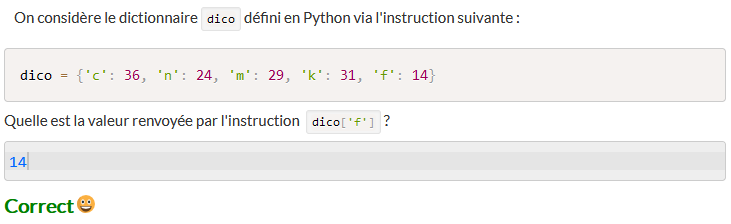 On considère le dictionnaire dico défini en Python via l'instruction suivante :
dico = {'c': 36, 'n': 24, 'm': 29, 'k': 31, 'f': 14}
Quelle est la valeur renvoyée par l'instruction dico['f'] ?
14
Correct😀